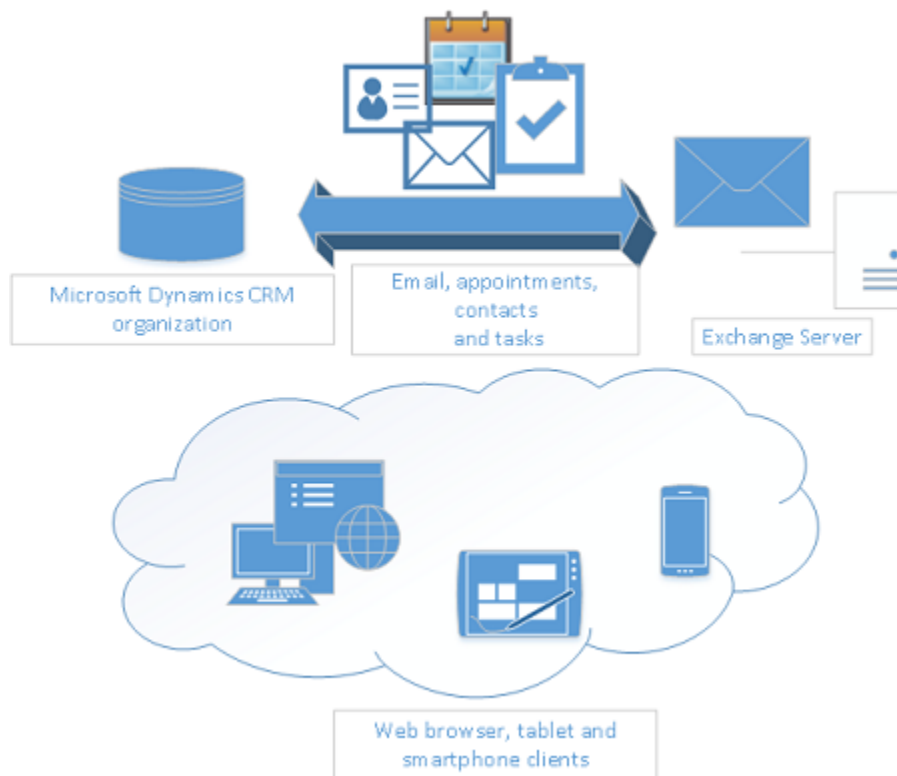 Microsoft Dynamics CRM
organization
Email, appointments,
contacts
and tasks
Exchange Server
Web browser, tablet and
smartphone clients